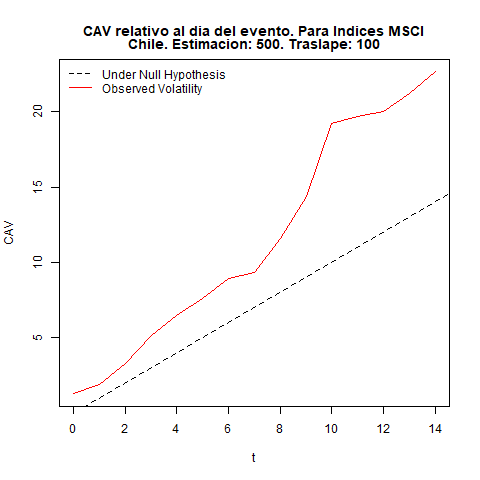 CAV relativo al dia del evento. Para Indices MSCI
Chile. Estimacion: 500. Traslape: 100
Under Null Hypothesis
Observed Volatility
CAV
20
15
10
5
0 2 4 6 8 10 12 14
t